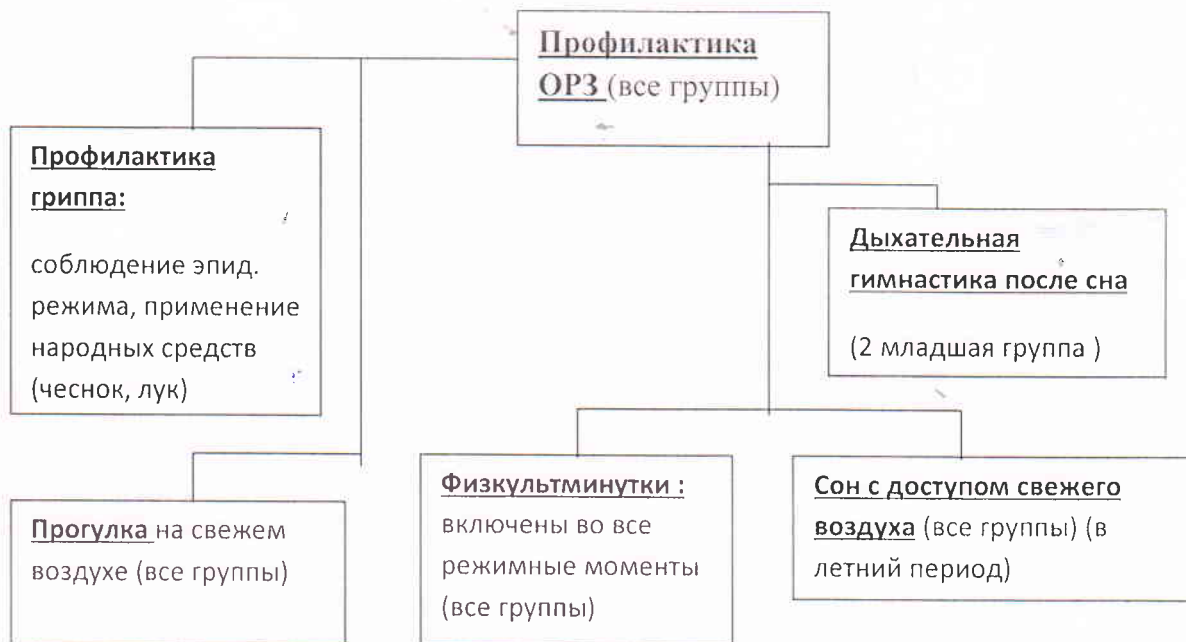 Профилактика
ОРЗ (все группы)
Профилактика
гриппа:
соблюдение эпид.
режима, применение
народных средств
(чеснок, лук)
Дыхательная
гимнастика после сна
(2 младшая группа )
Прогулка на свежем
воздухе (все группы)
Физкультминутки :
включены во все
режимные моменты
(все группы)
Сон с доступом свежего
воздуха (все группы) (в
летний период)